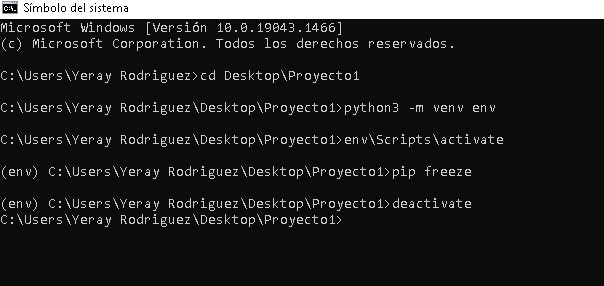 Símbolo del sistema
Microsoft Windows [Versión 10.0.19043.1466]
(c) Microsoft Corporation. Todos los derechos reservados.
C:\Users\Yeray Rodriguez>cd Desktop\Proyecto1
C:\Users\Yeray Rodriguez\Desktop\Proyecto1>python3 -m venv env
C:\Users\Yeray Rodriguez\Desktop\Proyecto1>env\Scripts\activate
(env) C:\Users\Yeray Rodriguez\Desktop\Proyecto1>pip freeze
(env) C:\Users\Yeray Rodriguez\Desktop\Proyecto1>deactivate
C:\Users\Yeray Rodriguez\Desktop\Proyecto1>